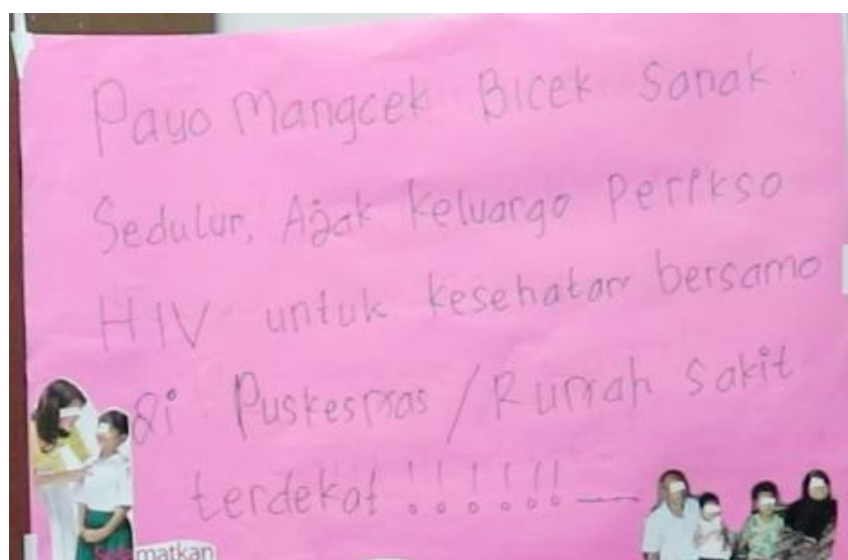 Payo Mangcek Bicek Sanak
Sedulur, Ajak keluargo Perikso
HIV untuk kesehatan bersamo
di Puskesmas / Rumah Sakit
terdekat !!!!!!
matkan